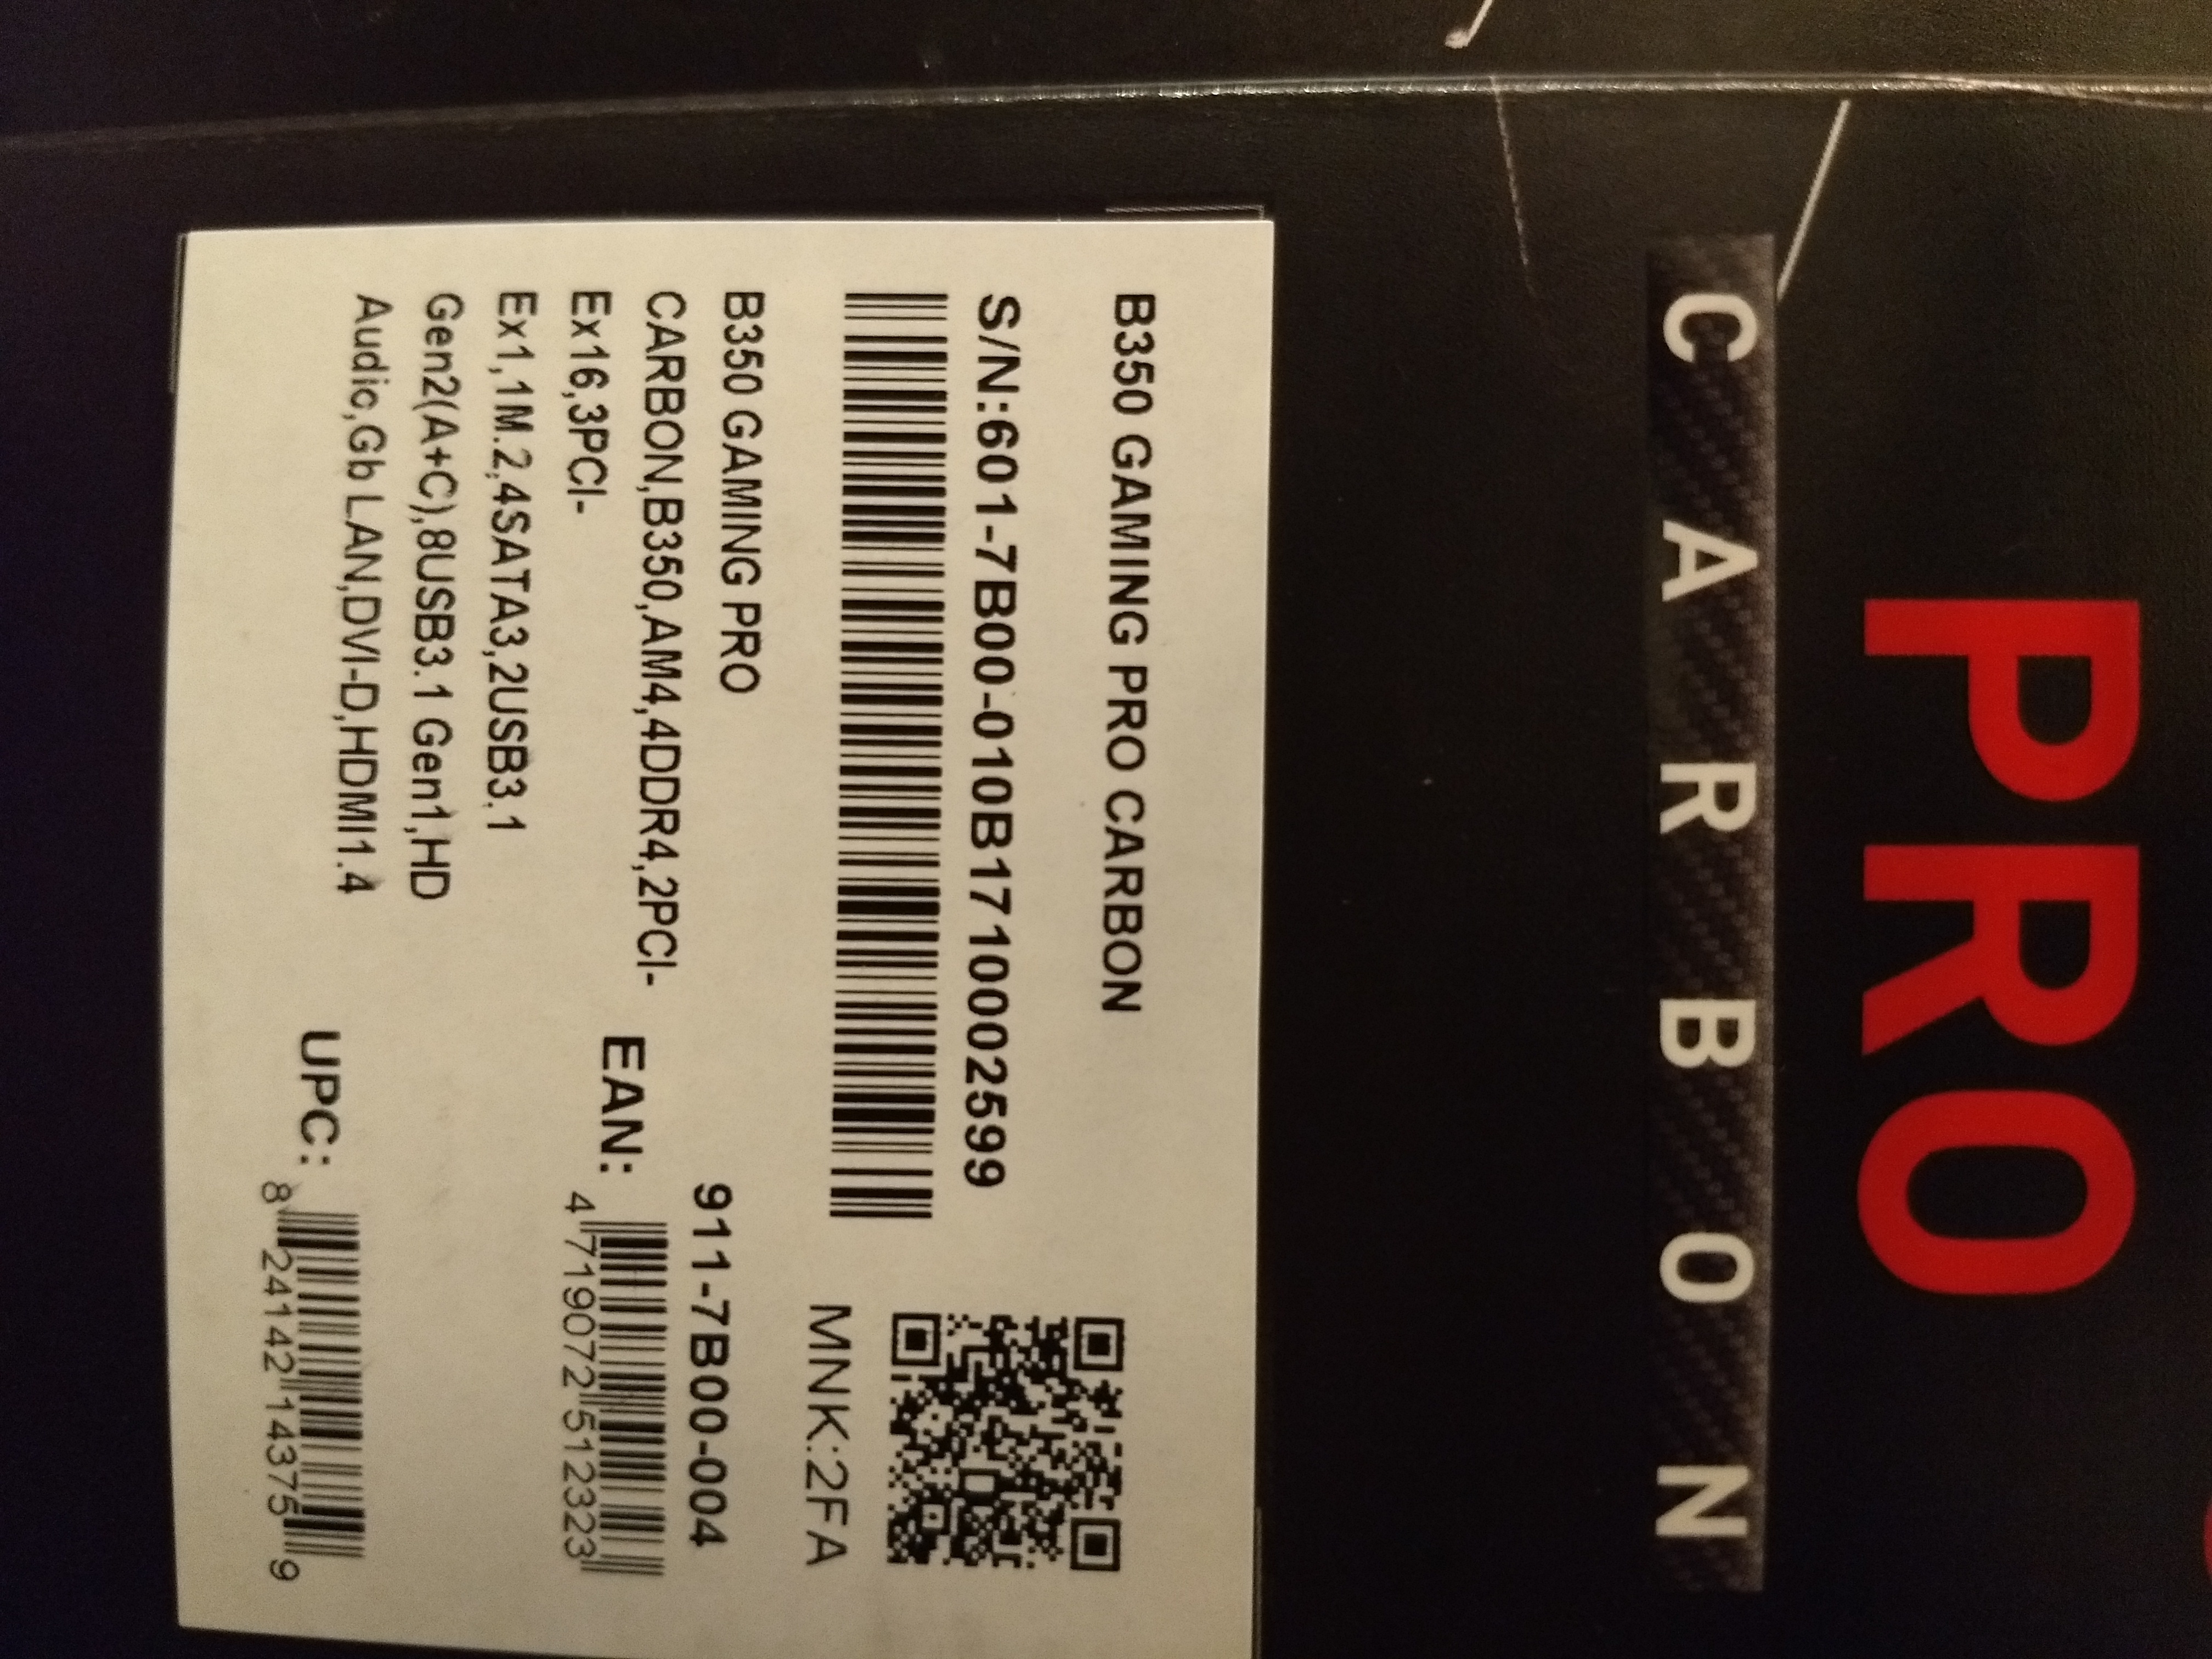 PRO
CARBON
B350 GAMING PRO CARBON
S/N:601-7B00-010B1710002599
MNK:2FA
911-7B00-004
B350 GAMING PRO
CARBON,B350,AM4,4DDR4,2PCI-
Ex16,3PCI-
Ex1,1M.2,4SATA3,2USB3.1
Gen2(A+C),8USB3.1 Gen1,HD
Audio,Gb LAN,DVI-D,HDMI1.4
EAN:
4 719072 512323
UPC:
8 24142 14375 9